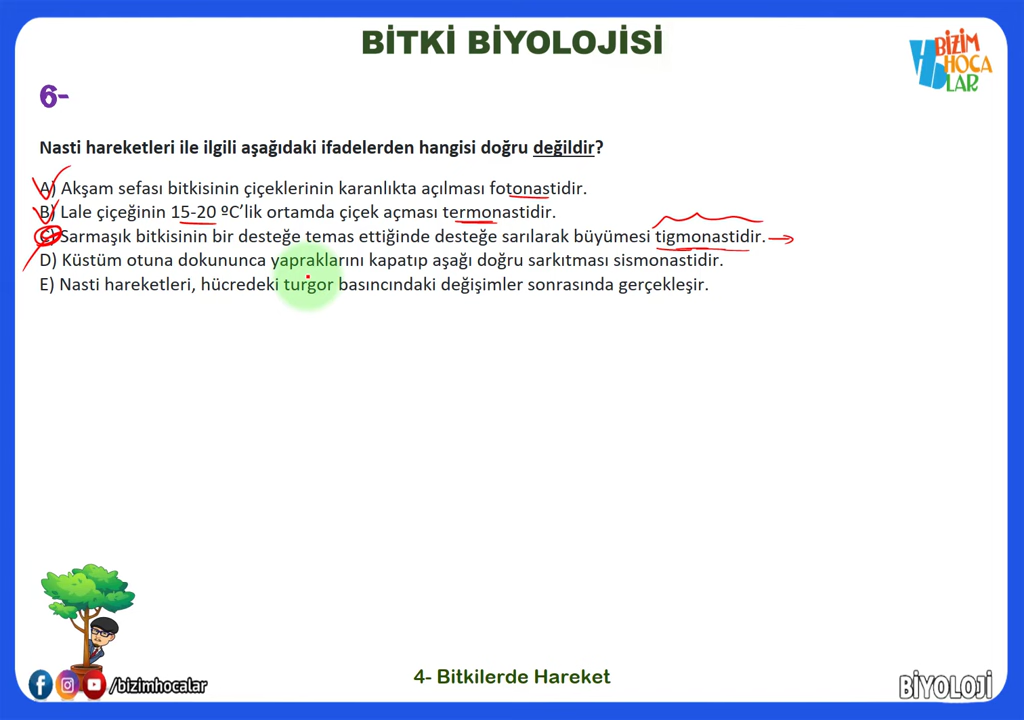 BİTKİ BİYOLOJİSİ
BİZİM
HOCA
LAR
6-
Nasti hareketleri ile ilgili aşağıdaki ifadelerden hangisi doğru değildir?
A) Akşam sefası bitkisinin çiçeklerinin karanlıkta açılması fotonastidir.
B) Lale çiçeğinin 15-20 ºC’lik ortamda çiçek açması termonastidir.
C) Sarmaşık bitkisinin bir desteğe temas ettiğinde desteğe sarılarak büyümesi tigmonastidir.
D) Küstüm otuna dokununca yapraklarını kapatıp aşağı doğru sarkıtması sismonastidir.
E) Nasti hareketleri, hücredeki turgor basıncındaki değişimler sonrasında gerçekleşir.
/bizimhocalar
4- Bitkilerde Hareket
BİYOLOJİ